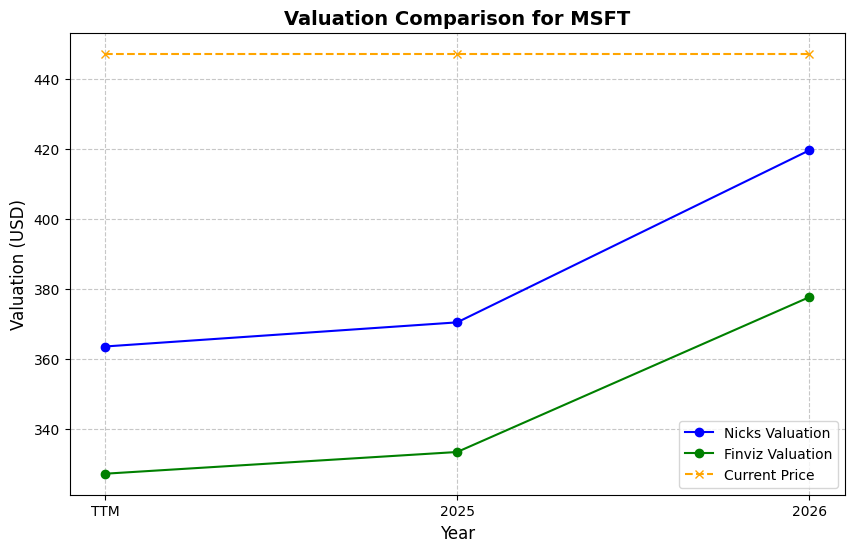 Valuation Comparison for MSFT
Valuation (USD)
440
420
400
380
360
340
TTM
2025
2026
Year
Nicks Valuation
Finviz Valuation
Current Price